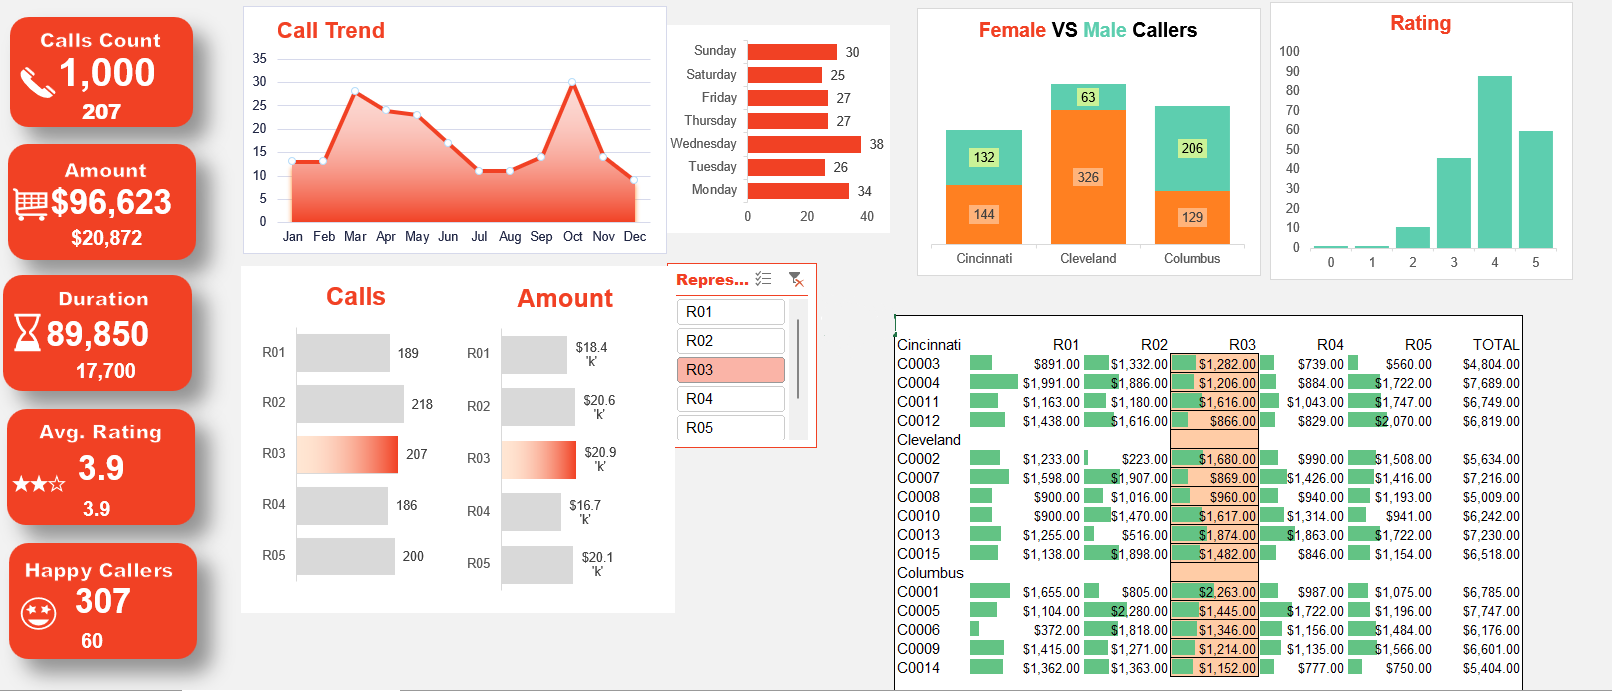 Calls Count
1,000
207
Amount
$96,623
$20,872
Duration
89,850
17,700
Avg. Rating
3.9
3.9
Happy Callers
307
60
Call Trend
35
30
25
20
15
10
5
0
Jan Feb Mar Apr May Jun Jul Aug Sep Oct Nov Dec
Sunday 30
Saturday 25
Friday 27
Thursday 27
Wednesday 38
Tuesday 26
Monday 34
0 20 40
Female VS Male Callers
132 63 206
144 326 129
Cincinnati Cleveland Columbus
Rating
100
90
80
70
60
50
40
30
20
10
0
0 1 2 3 4 5
Calls
R01 189
R02 218
R03 207
R04 186
R05 200
Amount
R01 $18.4 'k'
R02 $20.6 'k'
R03 $20.9 'k'
R04 $16.7 'k'
R05 $20.1 'k'
Repres...
R01
R02
R03
R04
R05
Cincinnati R01 R02 R03 R04 R05 TOTAL
C0003 $891.00 $1,332.00 $1,282.00 $739.00 $560.00 $4,804.00
C0004 $1,991.00 $1,886.00 $1,206.00 $884.00 $1,722.00 $7,689.00
C0011 $1,163.00 $1,180.00 $1,616.00 $1,043.00 $1,747.00 $6,749.00
C0012 $1,438.00 $1,616.00 $866.00 $829.00 $2,070.00 $6,819.00
Cleveland
C0002 $1,233.00 $223.00 $1,680.00 $990.00 $1,508.00 $5,634.00
C0007 $1,598.00 $1,907.00 $869.00 $1,426.00 $1,416.00 $7,216.00
C0008 $900.00 $1,016.00 $960.00 $940.00 $1,193.00 $5,009.00
C0010 $900.00 $1,470.00 $1,617.00 $1,314.00 $941.00 $6,242.00
C0013 $1,255.00 $516.00 $1,874.00 $1,863.00 $1,722.00 $7,230.00
C0015 $1,138.00 $1,898.00 $1,482.00 $846.00 $1,154.00 $6,518.00
Columbus
C0001 $1,655.00 $805.00 $2,263.00 $987.00 $1,075.00 $6,785.00
C0005 $1,104.00 $2,280.00 $1,445.00 $1,722.00 $1,196.00 $7,747.00
C0006 $372.00 $1,818.00 $1,346.00 $1,156.00 $1,484.00 $6,176.00
C0009 $1,415.00 $1,271.00 $1,214.00 $1,135.00 $1,566.00 $6,601.00
C0014 $1,362.00 $1,363.00 $1,152.00 $777.00 $750.00 $5,404.00